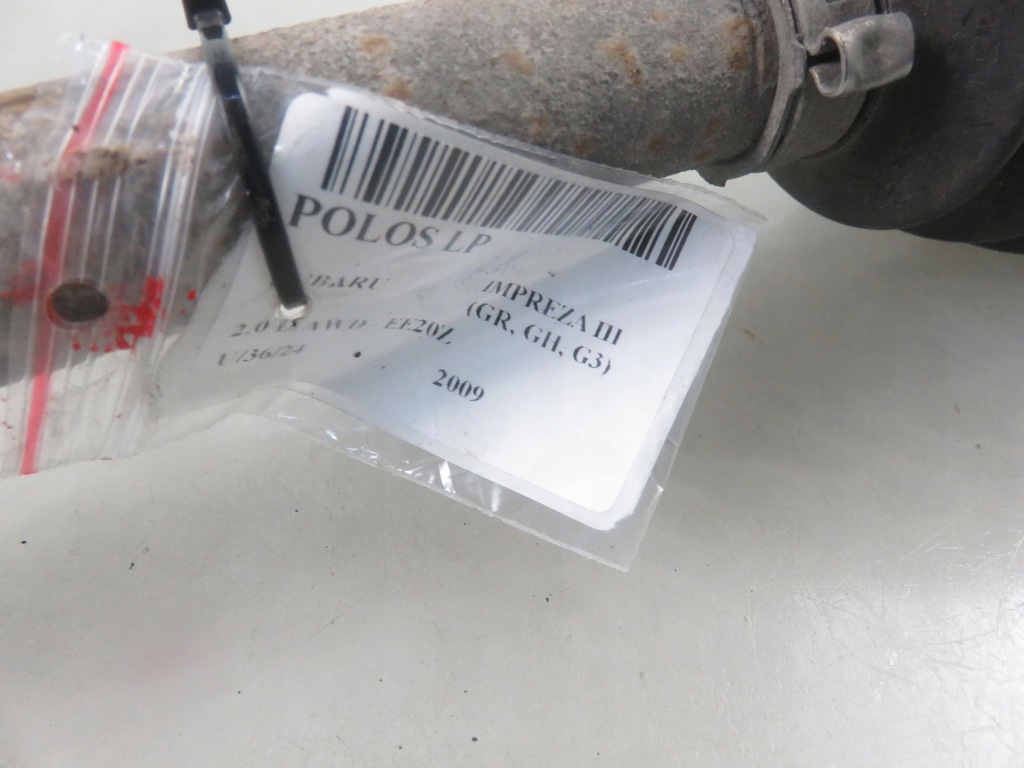 POLOS LP
UBARU IMPREZA III
(GR, GH, G3)
2.0 AWD - EE20Z
U/36/24
2009